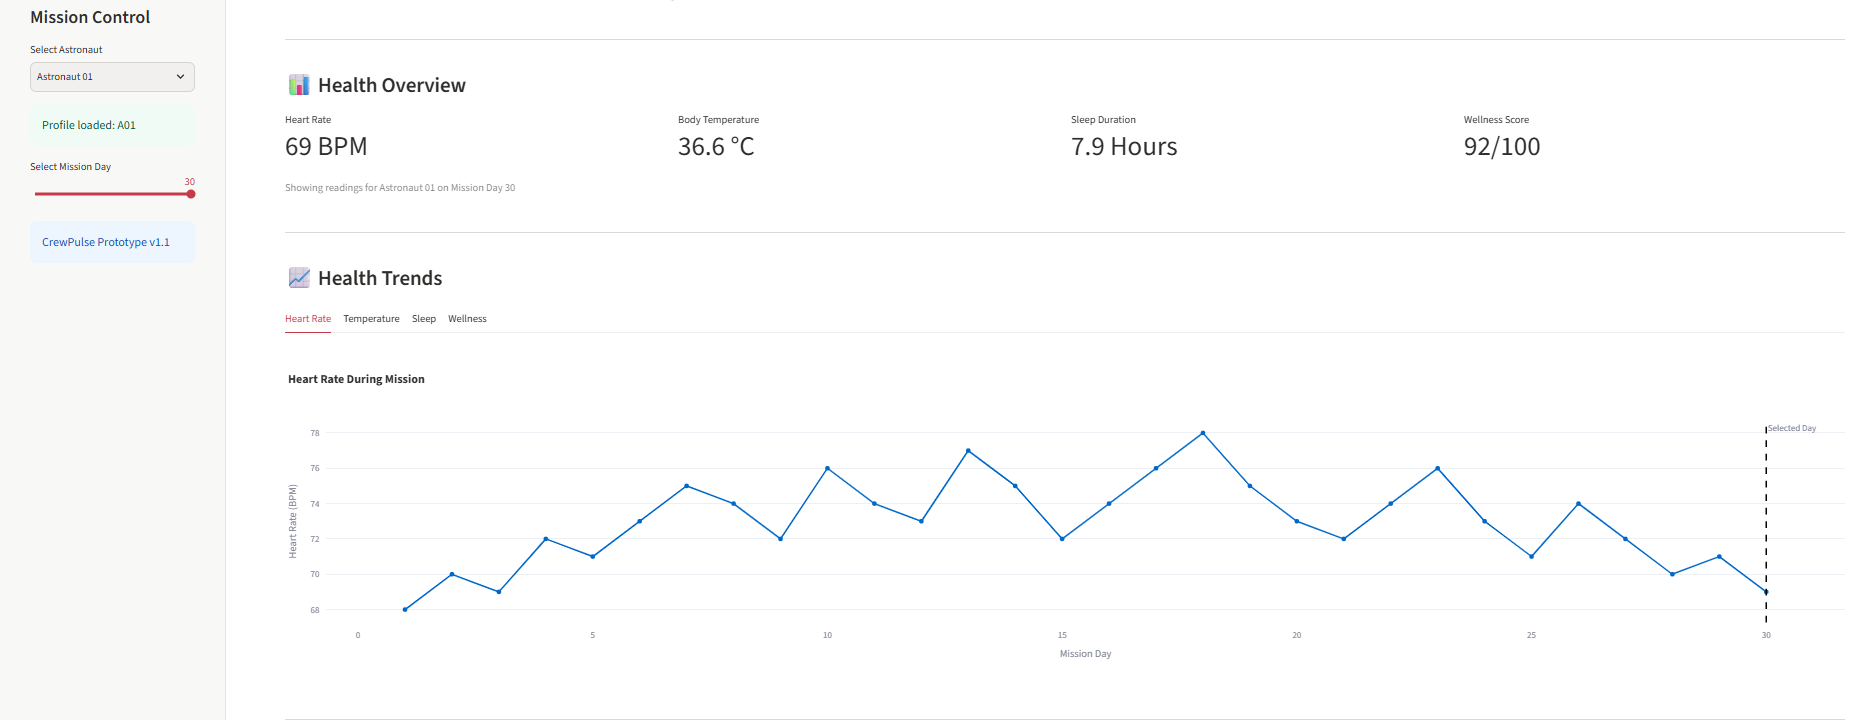 Mission Control
Select Astronaut
Astronaut 01
Profile loaded: A01
Select Mission Day
30
CrewPulse Prototype v1.1
Health Overview
Heart Rate
69 BPM
Body Temperature
36.6 °C
Sleep Duration
7.9 Hours
Wellness Score
92/100
Showing readings for Astronaut 01 on Mission Day 30
Health Trends
Heart Rate Temperature Sleep Wellness
Heart Rate During Mission
Selected Day
Heart Rate (BPM)
78
76
74
72
70
68
0 5 10 15 20 25 30
Mission Day